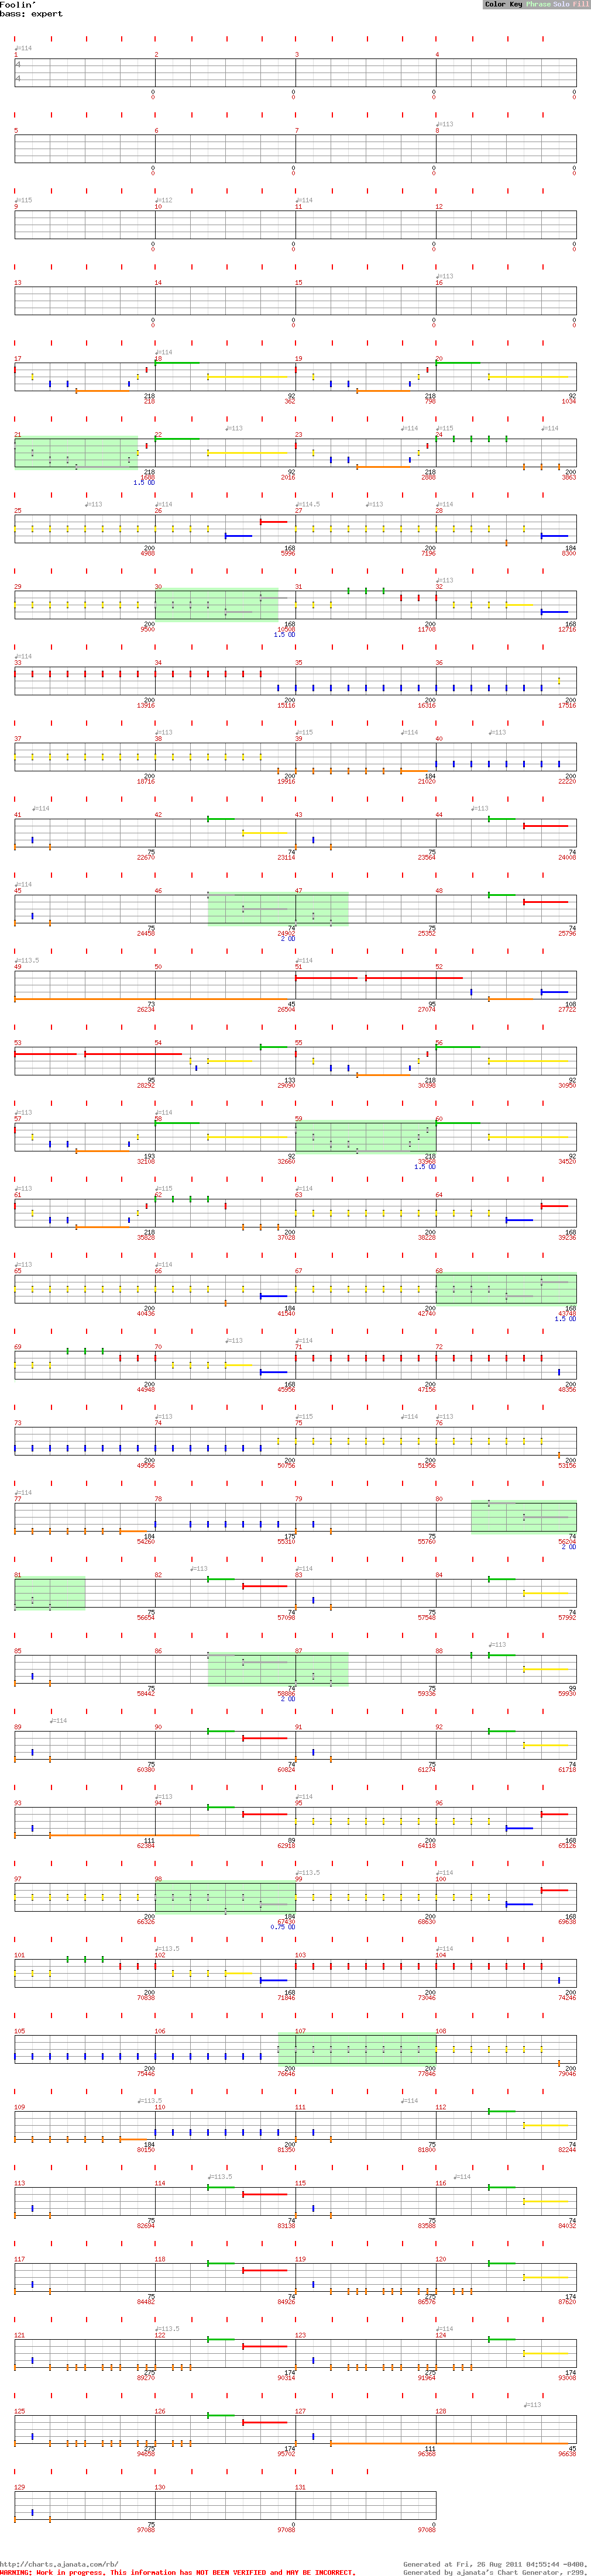 Foolin' Color Key Phrase Solo Fill
bass: expert
♩=114
1 2 3 4
4
4
0 0 0 0
0 0 0 0
♩=113
5 6 7 8
0 0 0 0
0 0 0 0
♩=115 ♩=112 ♩=114
9 10 11 12
0 0 0 0
0 0 0 0
♩=113
13 14 15 16
0 0 0 0
0 0 0 0
♩=114
17 18 19 20
218 92 218 92
218 362 798 1034
♩=113 ♩=114 ♩=115 ♩=114
21 22 23 24
218 92 218 200
1688 2016 2888 3863
1.5 OD
♩=113 ♩=114 ♩=114.5 ♩=113 ♩=114
25 26 27 28
200 168 200 184
4988 5996 7196 8300
♩=113
29 30 31 32
200 168 200 168
9500 10508 11708 12716
1.5 OD
♩=114
33 34 35 36
200 200 200 200
13916 15116 16316 17516
♩=113 ♩=115 ♩=114 ♩=113
37 38 39 40
200 200 184 200
18716 19916 21020 22220
♩=114 ♩=113
41 42 43 44
75 74 75 74
22670 23114 23564 24008
♩=114
45 46 47 48
75 74 75 74
24458 24902 25352 25796
2 OD
♩=113.5 ♩=114
49 50 51 52
73 45 95 108
26234 26504 27074 27722
53 54 55 56
95 133 218 92
28292 29090 30398 30950
♩=113 ♩=114
57 58 59 60
193 92 218 92
32108 32660 33968 34520
1.5 OD
♩=113 ♩=115 ♩=114
61 62 63 64
218 200 200 168
35828 37028 38228 39236
♩=113 ♩=114
65 66 67 68
200 184 200 168
40436 41540 42740 43748
1.5 OD
♩=113 ♩=114
69 70 71 72
200 168 200 200
44948 45956 47156 48356
♩=113 ♩=115 ♩=114 ♩=113
73 74 75 76
200 200 200 200
49556 50756 51956 53156
♩=114
77 78 79 80
184 175 75 74
54260 55310 55760 56204
2 OD
♩=113 ♩=114
81 82 83 84
75 74 75 74
56654 57098 57548 57992
♩=113
85 86 87 88
75 74 75 99
58442 58886 59336 59930
2 OD
♩=114
89 90 91 92
75 74 75 74
60380 60824 61274 61718
♩=113 ♩=114
93 94 95 96
111 89 200 168
62384 62918 64118 65126
♩=113.5 ♩=114
97 98 99 100
200 184 200 168
66326 67430 68630 69638
0.75 OD
♩=113.5 ♩=114
101 102 103 104
200 168 200 200
70838 71846 73046 74246
105 106 107 108
200 200 200 200
75446 76646 77846 79046
♩=113.5 ♩=114
109 110 111 112
184 200 75 74
80150 81350 81800 82244
♩=113.5 ♩=114
113 114 115 116
75 74 75 74
82694 83138 83588 84032
117 118 119 120
75 74 275 174
84482 84926 86576 87620
♩=113.5 ♩=114
121 122 123 124
275 174 275 174
89270 90314 91964 93008
♩=113
125 126 127 128
275 174 111 45
94658 95702 96368 96638
129 130 131
75 0 0
97088 97088 97088
http://charts.ajanata.com/rb/ Generated at Fri, 26 Aug 2011 04:55:44 -0400.
WARNING: Work in progress. This information has NOT BEEN VERIFIED and MAY BE INCORRECT. Generated by ajanata's Chart Generator, r299.